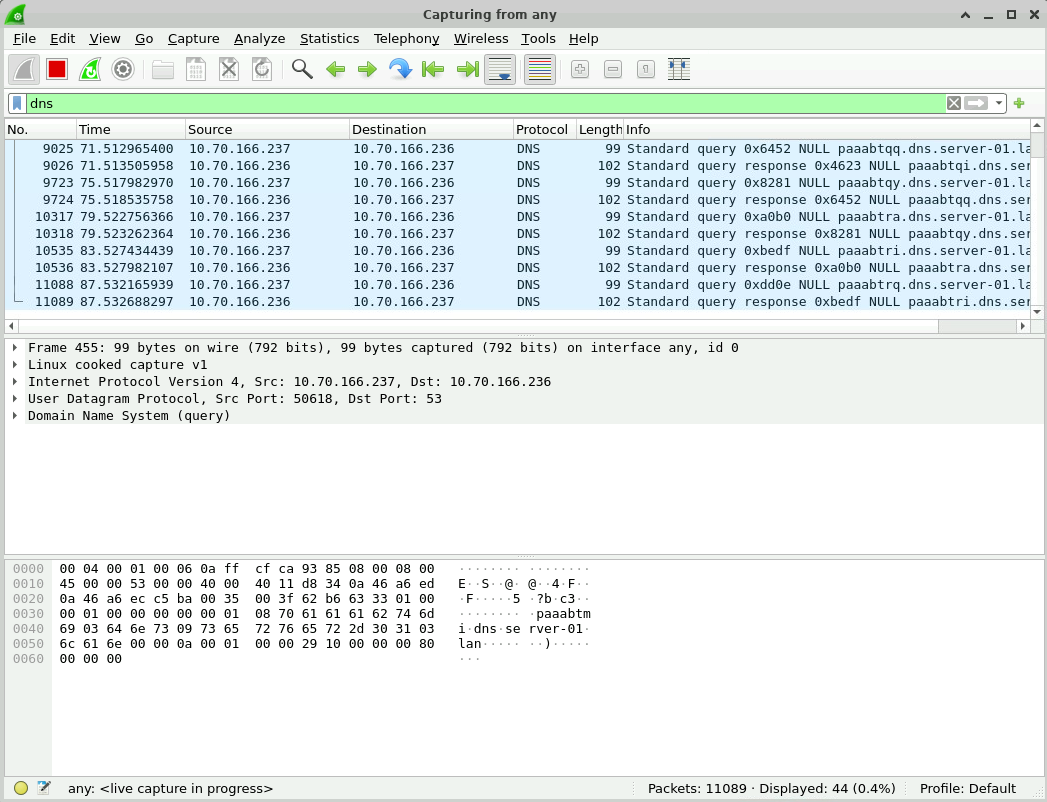 Capturing from any
File Edit View Go Capture Analyze Statistics Telephony Wireless Tools Help
dns
No. Time Source Destination Protocol Length Info
9025 71.512965400 10.70.166.237 10.70.166.236 DNS 99 Standard query 0x6452 NULL paaabtqq.dns.server-01.la
9026 71.513505958 10.70.166.236 10.70.166.237 DNS 102 Standard query response 0x4623 NULL paaabtqi.dns.ser
9723 75.517982970 10.70.166.237 10.70.166.236 DNS 99 Standard query 0x8281 NULL paaabtqy.dns.server-01.la
9724 75.518535758 10.70.166.236 10.70.166.237 DNS 102 Standard query response 0x6452 NULL paaabtqq.dns.ser
10317 79.522756366 10.70.166.237 10.70.166.236 DNS 99 Standard query 0xa0b0 NULL paaabtra.dns.server-01.la
10318 79.523262364 10.70.166.236 10.70.166.237 DNS 102 Standard query response 0x8281 NULL paaabtqy.dns.ser
10535 83.527434439 10.70.166.237 10.70.166.236 DNS 99 Standard query 0xbedf NULL paaabtri.dns.server-01.la
10536 83.527982107 10.70.166.236 10.70.166.237 DNS 102 Standard query response 0xa0b0 NULL paaabtra.dns.ser
11088 87.532165939 10.70.166.237 10.70.166.236 DNS 99 Standard query 0xdd0e NULL paaabtrq.dns.server-01.la
11089 87.532688297 10.70.166.236 10.70.166.237 DNS 102 Standard query response 0xbedf NULL paaabtri.dns.ser
Frame 455: 99 bytes on wire (792 bits), 99 bytes captured (792 bits) on interface any, id 0
Linux cooked capture v1
Internet Protocol Version 4, Src: 10.70.166.237, Dst: 10.70.166.236
User Datagram Protocol, Src Port: 50618, Dst Port: 53
Domain Name System (query)
0000 00 04 00 01 00 06 0a ff cf ca 93 85 08 00 08 00 ········ ········
0010 45 00 00 53 00 00 40 00 40 11 d8 34 0a 46 a6 ed E··S··@· @··4·F··
0020 0a 46 a6 ec c5 ba 00 35 00 3f 62 b6 63 33 01 00 ·F·····5 ·?b·c3··
0030 00 01 00 00 00 00 00 01 08 70 61 61 61 62 74 6d ········ ·paaabtm
0040 69 03 64 6e 73 09 73 65 72 76 65 72 2d 30 31 03 i·dns·se rver-01·
0050 6c 61 6e 00 00 0a 00 01 00 00 29 10 00 00 00 80 lan····· ··)·····
0060 00 00 00 ···
any: <live capture in progress> Packets: 11089 · Displayed: 44 (0.4%) Profile: Default